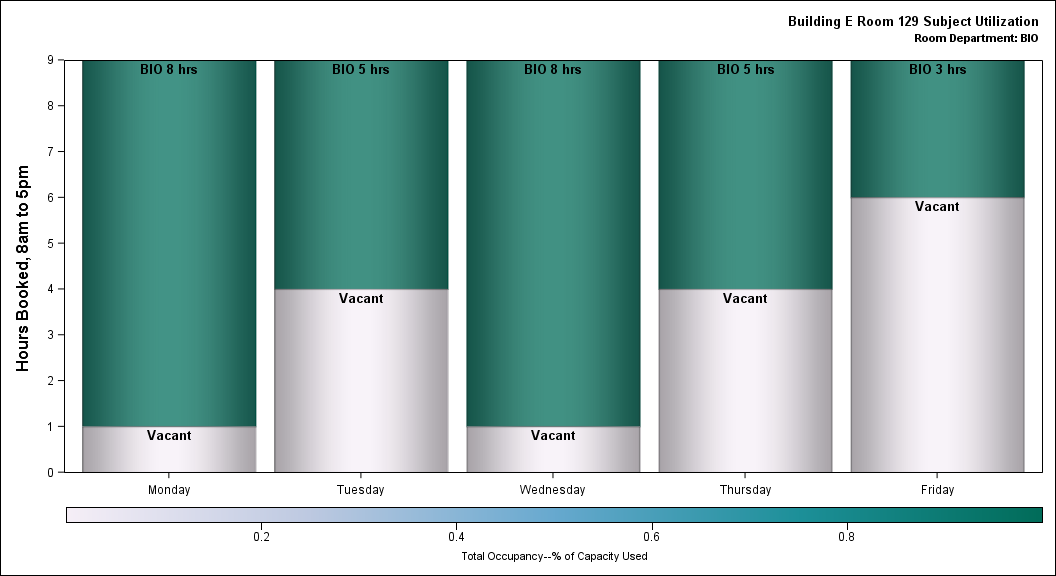 Building E Room 129 Subject Utilization
Room Department: BIO
Hours Booked, 8am to 5pm
9
8
7
6
5
4
3
2
1
0
BIO 8 hrs
BIO 5 hrs
BIO 8 hrs
BIO 5 hrs
BIO 3 hrs
Vacant
Vacant
Vacant
Vacant
Vacant
Monday
Tuesday
Wednesday
Thursday
Friday
0.2
0.4
0.6
0.8
Total Occupancy--% of Capacity Used